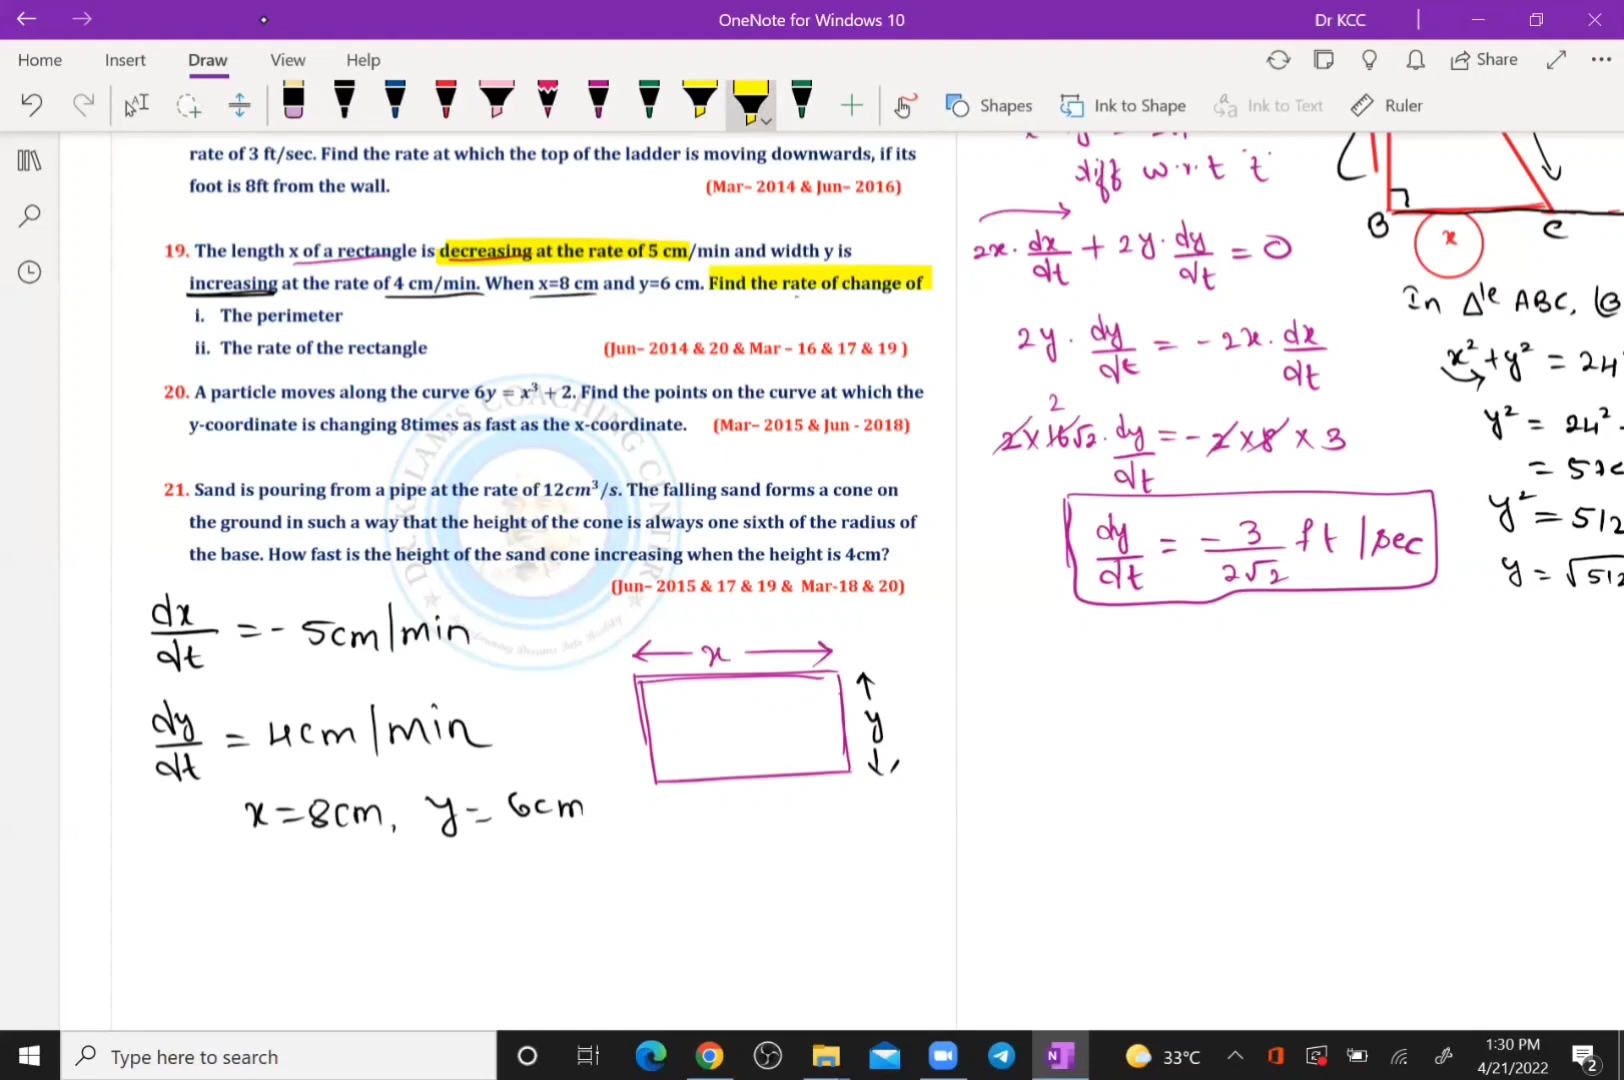 OneNote for Windows 10
Dr KCC
Home Insert Draw View Help
Share
Shapes Ink to Shape Ink to Text Ruler
rate of 3 ft/sec. Find the rate at which the top of the ladder is moving downwards, if its
foot is 8ft from the wall. (Mar– 2014 & Jun– 2016)
19. The length x of a rectangle is decreasing at the rate of 5 cm/min and width y is
increasing at the rate of 4 cm/min. When x=8 cm and y=6 cm. Find the rate of change of
i. The perimeter
ii. The rate of the rectangle (Jun– 2014 & 20 & Mar – 16 & 17 & 19 )
20. A particle moves along the curve 6y = x³ + 2. Find the points on the curve at which the
y-coordinate is changing 8times as fast as the x-coordinate. (Mar– 2015 & Jun - 2018)
21. Sand is pouring from a pipe at the rate of 12cm³/s. The falling sand forms a cone on
the ground in such a way that the height of the cone is always one sixth of the radius of
the base. How fast is the height of the sand cone increasing when the height is 4cm?
(Jun– 2015 & 17 & 19 & Mar-18 & 20)
dx/dt = - 5cm/min
dy/dt = 4cm/min
x=8cm, y= 6cm
x
y
diff w.r.t 't'
2x. dx/dt + 2y. dy/dt = 0
2y. dy/dt = - 2x. dx/dt
2
2x16√2. dy/dt = - 2x8 x 3
dy/dt = - 3/2√2 ft /sec
B x C
In Δle ABC,
x²+y² = 24
y² = 24²
y² = 512
y = √512
Type here to search
33°C
1:30 PM
4/21/2022
2